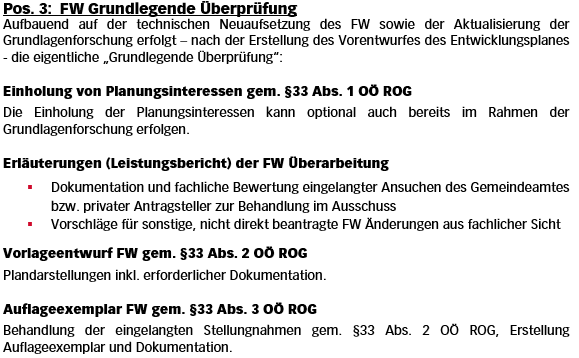 Pos. 3:  FW Grundlegende Überprüfung
Aufbauend auf der technischen Neuaufsetzung des FW sowie der Aktualisierung der
Grundlagenforschung erfolgt – nach der Erstellung des Vorentwurfes des Entwicklungsplanes
- die eigentliche „Grundlegende Überprüfung“:
Einholung von Planungsinteressen gem. §33 Abs. 1 OÖ ROG
Die Einholung der Planungsinteressen kann optional auch bereits im Rahmen der
Grundlagenforschung erfolgen.
Erläuterungen (Leistungsbericht) der FW Überarbeitung
▪ Dokumentation und fachliche Bewertung eingelangter Ansuchen des Gemeindeamtes
bzw. privater Antragsteller zur Behandlung im Ausschuss
▪ Vorschläge für sonstige, nicht direkt beantragte FW Änderungen aus fachlicher Sicht
Vorlageentwurf FW gem. §33 Abs. 2 OÖ ROG
Plandarstellungen inkl. erforderlicher Dokumentation.
Auflageexemplar FW gem. §33 Abs. 3 OÖ ROG
Behandlung der eingelangten Stellungnahmen gem. §33 Abs. 2 OÖ ROG, Erstellung
Auflageexemplar und Dokumentation.